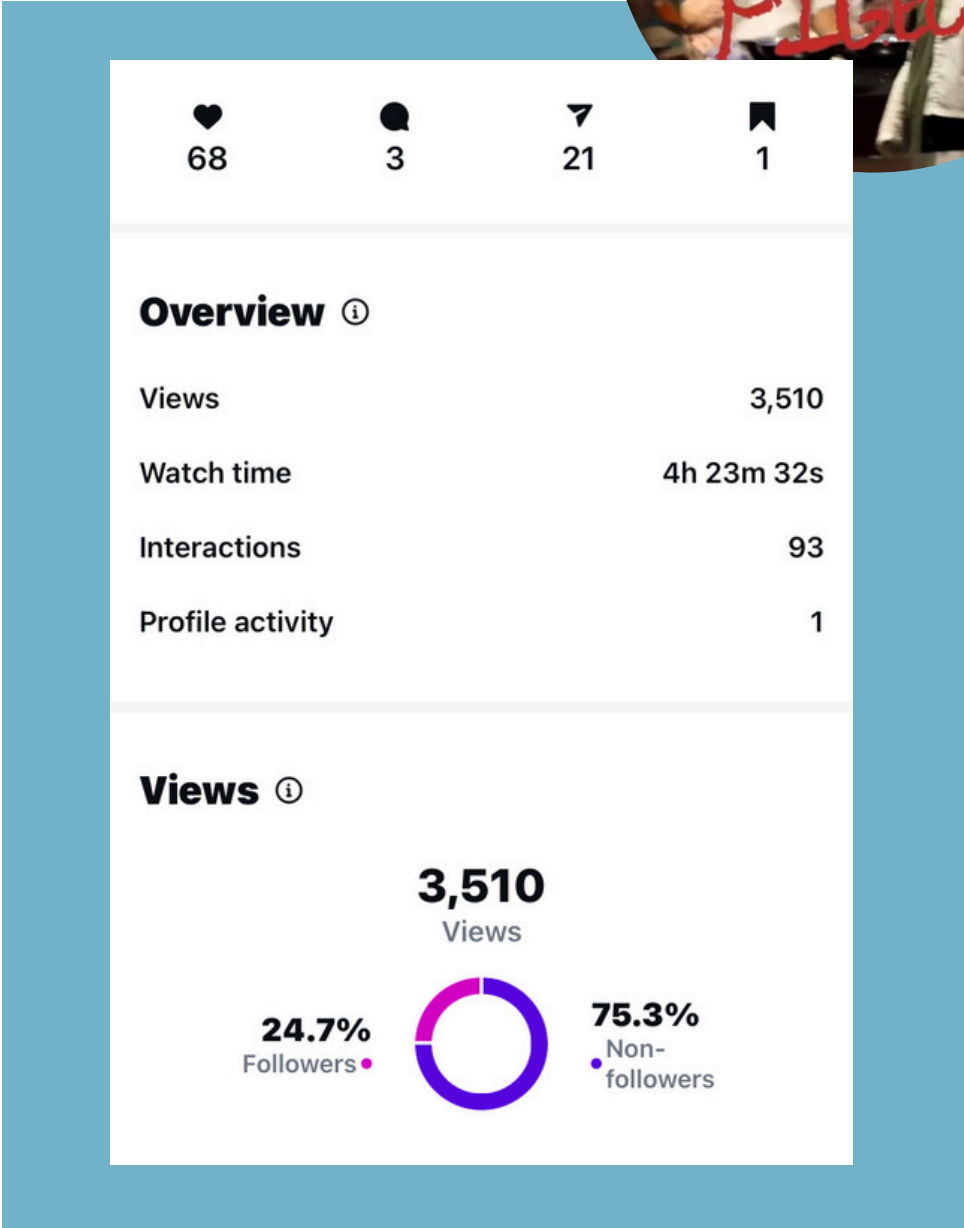 68 3 21 1
Overview
Views 3,510
Watch time 4h 23m 32s
Interactions 93
Profile activity 1
Views
3,510
Views
24.7%
Followers
75.3%
Non-
followers